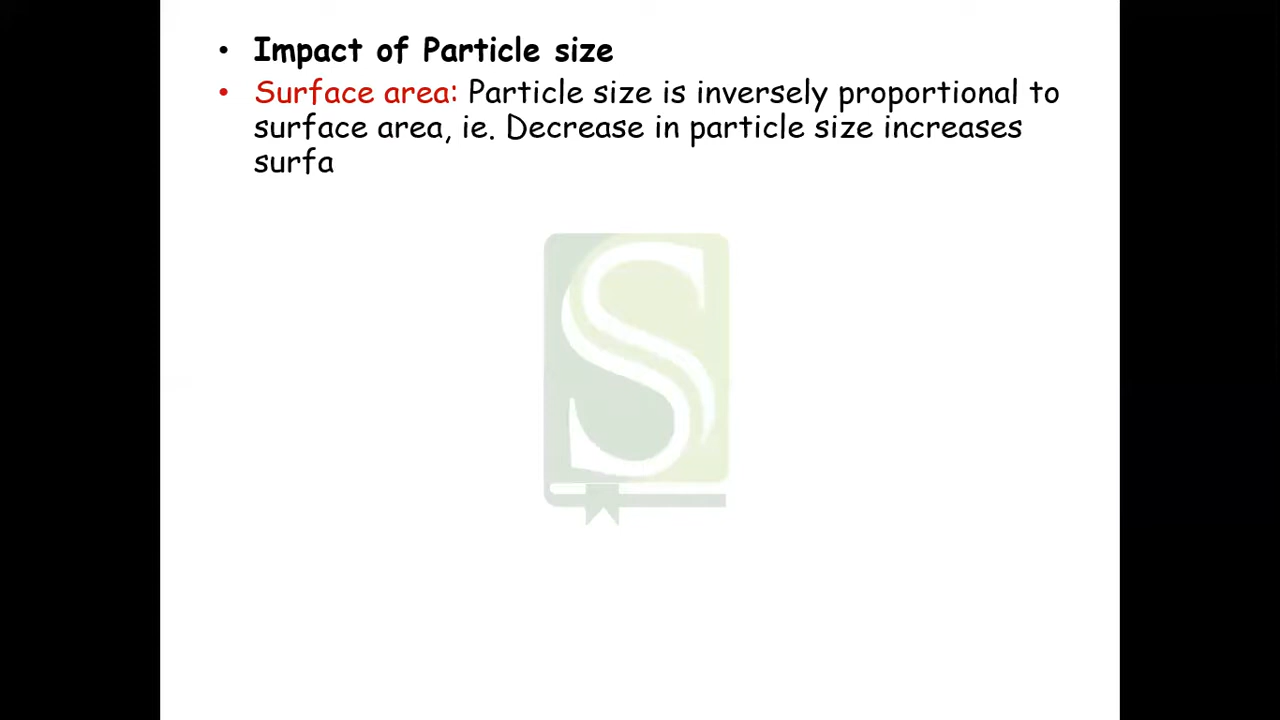 • Impact of Particle size
• Surface area: Particle size is inversely proportional to
surface area, ie. Decrease in particle size increases
surfa
S